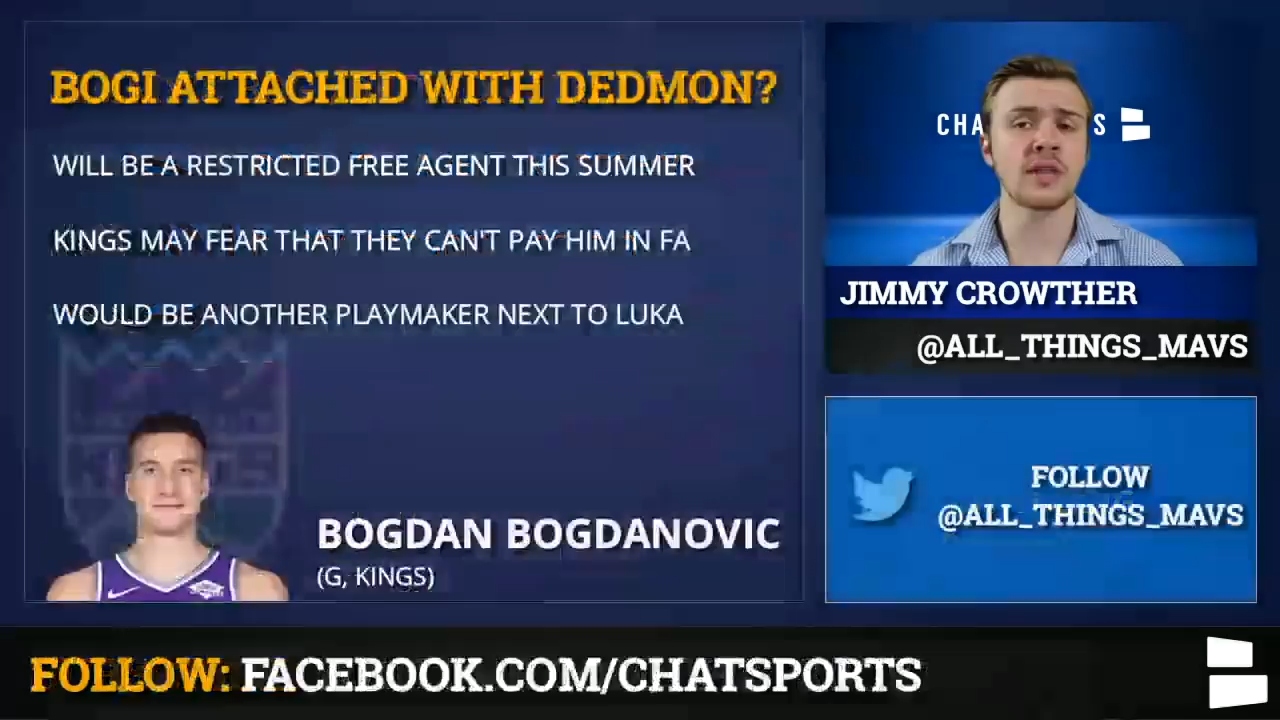 BOGI ATTACHED WITH DEDMON?
WILL BE A RESTRICTED FREE AGENT THIS SUMMER
KINGS MAY FEAR THAT THEY CAN'T PAY HIM IN FA
WOULD BE ANOTHER PLAYMAKER NEXT TO LUKA
KINGS
BOGDAN BOGDANOVIC
(G, KINGS)
CHA S
JIMMY CROWTHER
@ALL_THINGS_MAVS
FOLLOW
@ALL_THINGS_MAVS
FOLLOW: FACEBOOK.COM/CHATSPORTS